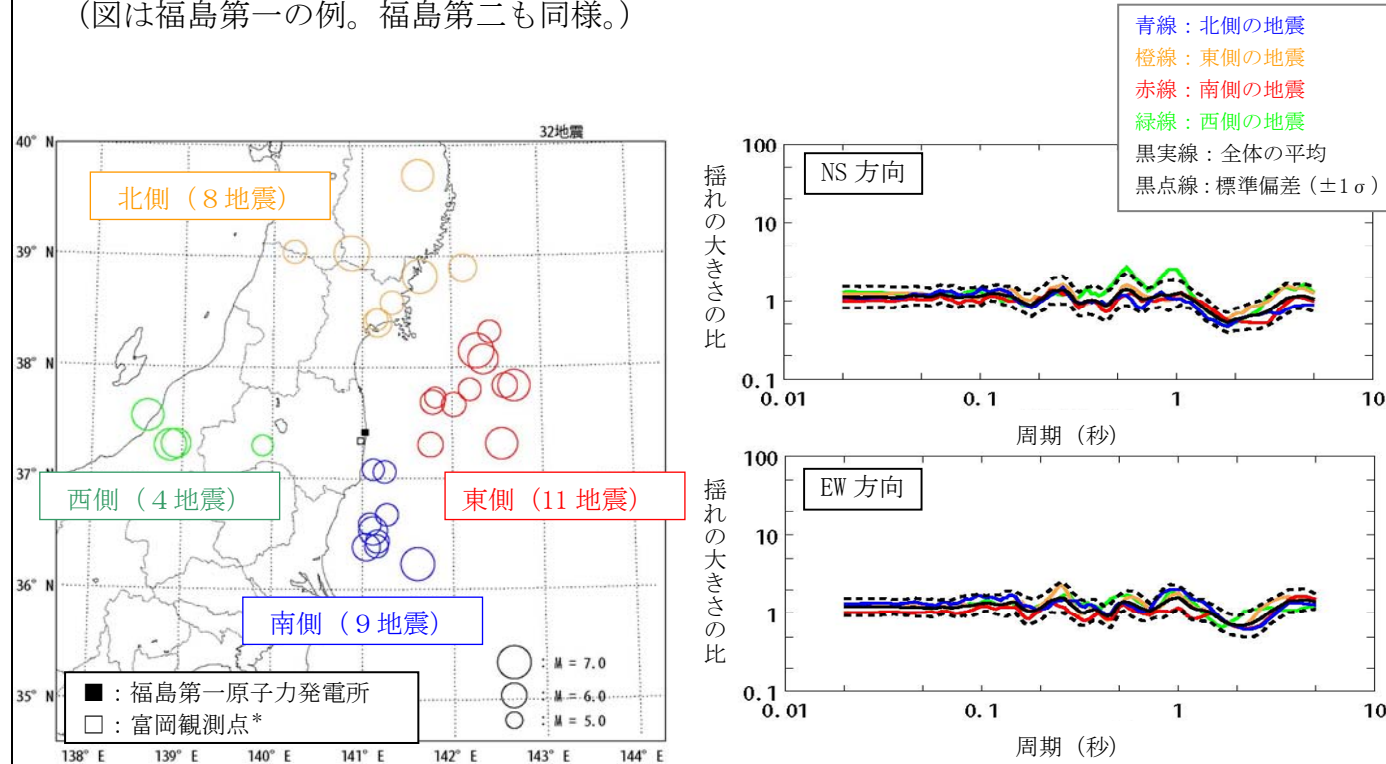 (図は福島第一の例。福島第二も同様。)
青線：北側の地震
橙線：東側の地震
赤線：南側の地震
緑線：西側の地震
黒実線：全体の平均
黒点線：標準偏差（±1σ）
32地震
40° N
39° N
38° N
37° N
36° N
35° N
138° E
139° E
140° E
141° E
142° E
143° E
144° E
北側（８地震）
西側（４地震）
東側（11 地震）
南側（９地震）
■：福島第一原子力発電所
□：富岡観測点*
：M = 7.0
：M = 6.0
：M = 5.0
NS 方向
揺れの大きさの比
100
10
1
0.1
0.01
0.1
1
10
周期（秒）
EW 方向
揺れの大きさの比
100
10
1
0.1
0.01
0.1
1
10
周期（秒）